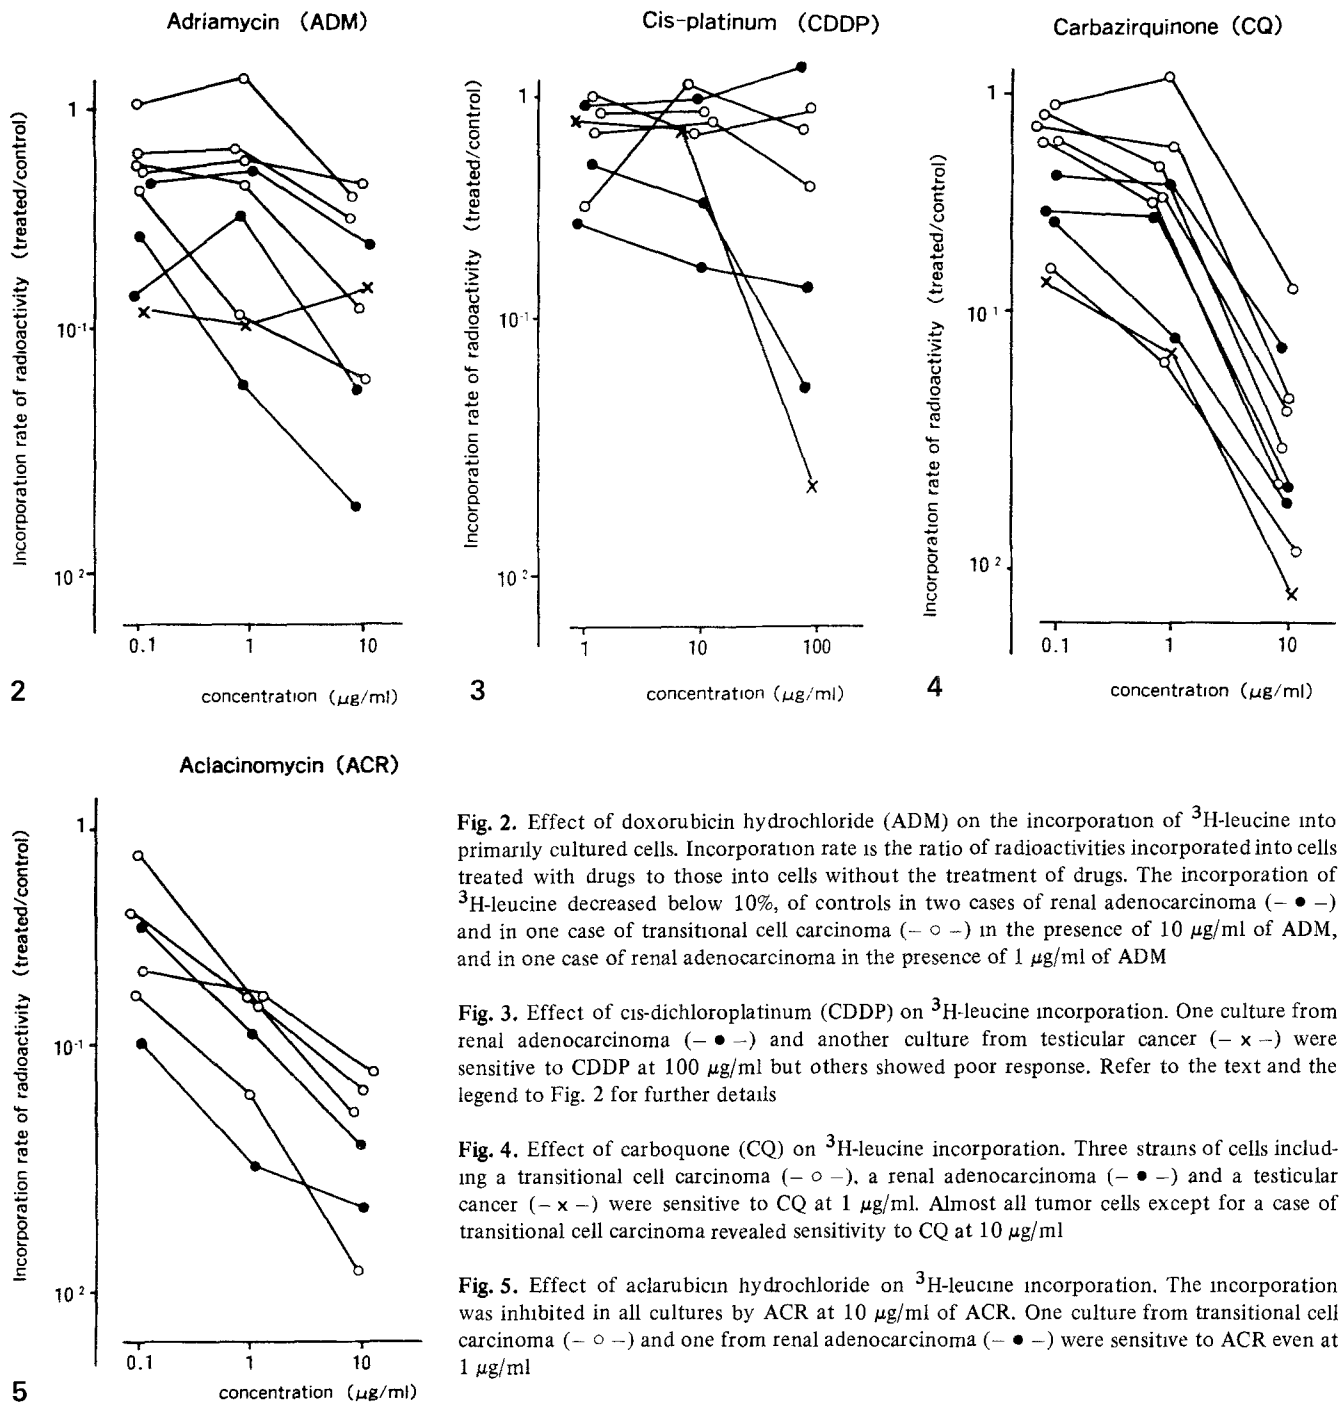 Adriamycin (ADM)
Incorporation rate of radioactivity (treated/control)
1
10⁻¹
10⁻²
0.1 1 10
concentration (μg/ml)
2
Cis-platinum (CDDP)
Incorporation rate of radioactivity (treated/control)
1
10⁻¹
10⁻²
1 10 100
concentration (μg/ml)
3
Carbazirquinone (CQ)
Incorporation rate of radioactivity (treated/control)
1
10⁻¹
10⁻²
0.1 1 10
concentration (μg/ml)
4
Aclacinomycin (ACR)
Incorporation rate of radioactivity (treated/control)
1
10⁻¹
10⁻²
0.1 1 10
concentration (μg/ml)
5
Fig. 2. Effect of doxorubicin hydrochloride (ADM) on the incorporation of ³H-leucine into
primarily cultured cells. Incorporation rate is the ratio of radioactivities incorporated into cells
treated with drugs to those into cells without the treatment of drugs. The incorporation of
³H-leucine decreased below 10%, of controls in two cases of renal adenocarcinoma (– ● –)
and in one case of transitional cell carcinoma (– ○ –) in the presence of 10 μg/ml of ADM,
and in one case of renal adenocarcinoma in the presence of 1 μg/ml of ADM
Fig. 3. Effect of cis-dichloroplatinum (CDDP) on ³H-leucine incorporation. One culture from
renal adenocarcinoma (– ● –) and another culture from testicular cancer (– x –) were
sensitive to CDDP at 100 μg/ml but others showed poor response. Refer to the text and the
legend to Fig. 2 for further details
Fig. 4. Effect of carboquone (CQ) on ³H-leucine incorporation. Three strains of cells includ-
ing a transitional cell carcinoma (– ○ –), a renal adenocarcinoma (– ● –) and a testicular
cancer (– x –) were sensitive to CQ at 1 μg/ml. Almost all tumor cells except for a case of
transitional cell carcinoma revealed sensitivity to CQ at 10 μg/ml
Fig. 5. Effect of aclarubicin hydrochloride on ³H-leucine incorporation. The incorporation
was inhibited in all cultures by ACR at 10 μg/ml of ACR. One culture from transitional cell
carcinoma (– ○ –) and one from renal adenocarcinoma (– ● –) were sensitive to ACR even at
1 μg/ml